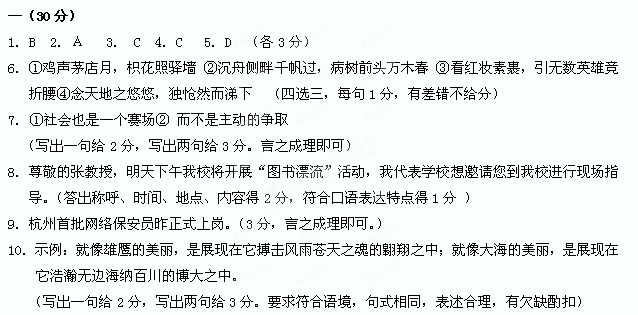 一（30分）
1. B  2. A  3. C  4. C  5. D （各3分）
6. ①鸡声茅店月，枳花照驿墙 ②沉舟侧畔千帆过，病树前头万木春 ③看红妆素裹，引无数英雄竞
折腰④念天地之悠悠，独怆然而涕下 （四选三，每句1分，有差错不给分）
7. ①社会也是一个赛场② 而不是主动的争取
（写出一句给2分，写出两句给3分。言之成理即可）
8. 尊敬的张教授，明天下午我校将开展“图书漂流”活动，我代表学校想邀请您到我校进行现场指
导。（答出称呼、时间、地点、内容得2分，符合口语表达特点得1分 ）
9. 杭州首批网络保安员昨正式上岗。（3分，言之成理即可。）
10. 示例：就像雄鹰的美丽，是展现在它搏击风雨苍天之魂的翱翔之中；就像大海的美丽，是展现在
它浩瀚无边海纳百川的博大之中。
（写出一句给2分，写出两句给3分。要求符合语境，句式相同，表述合理，有欠缺酌扣）